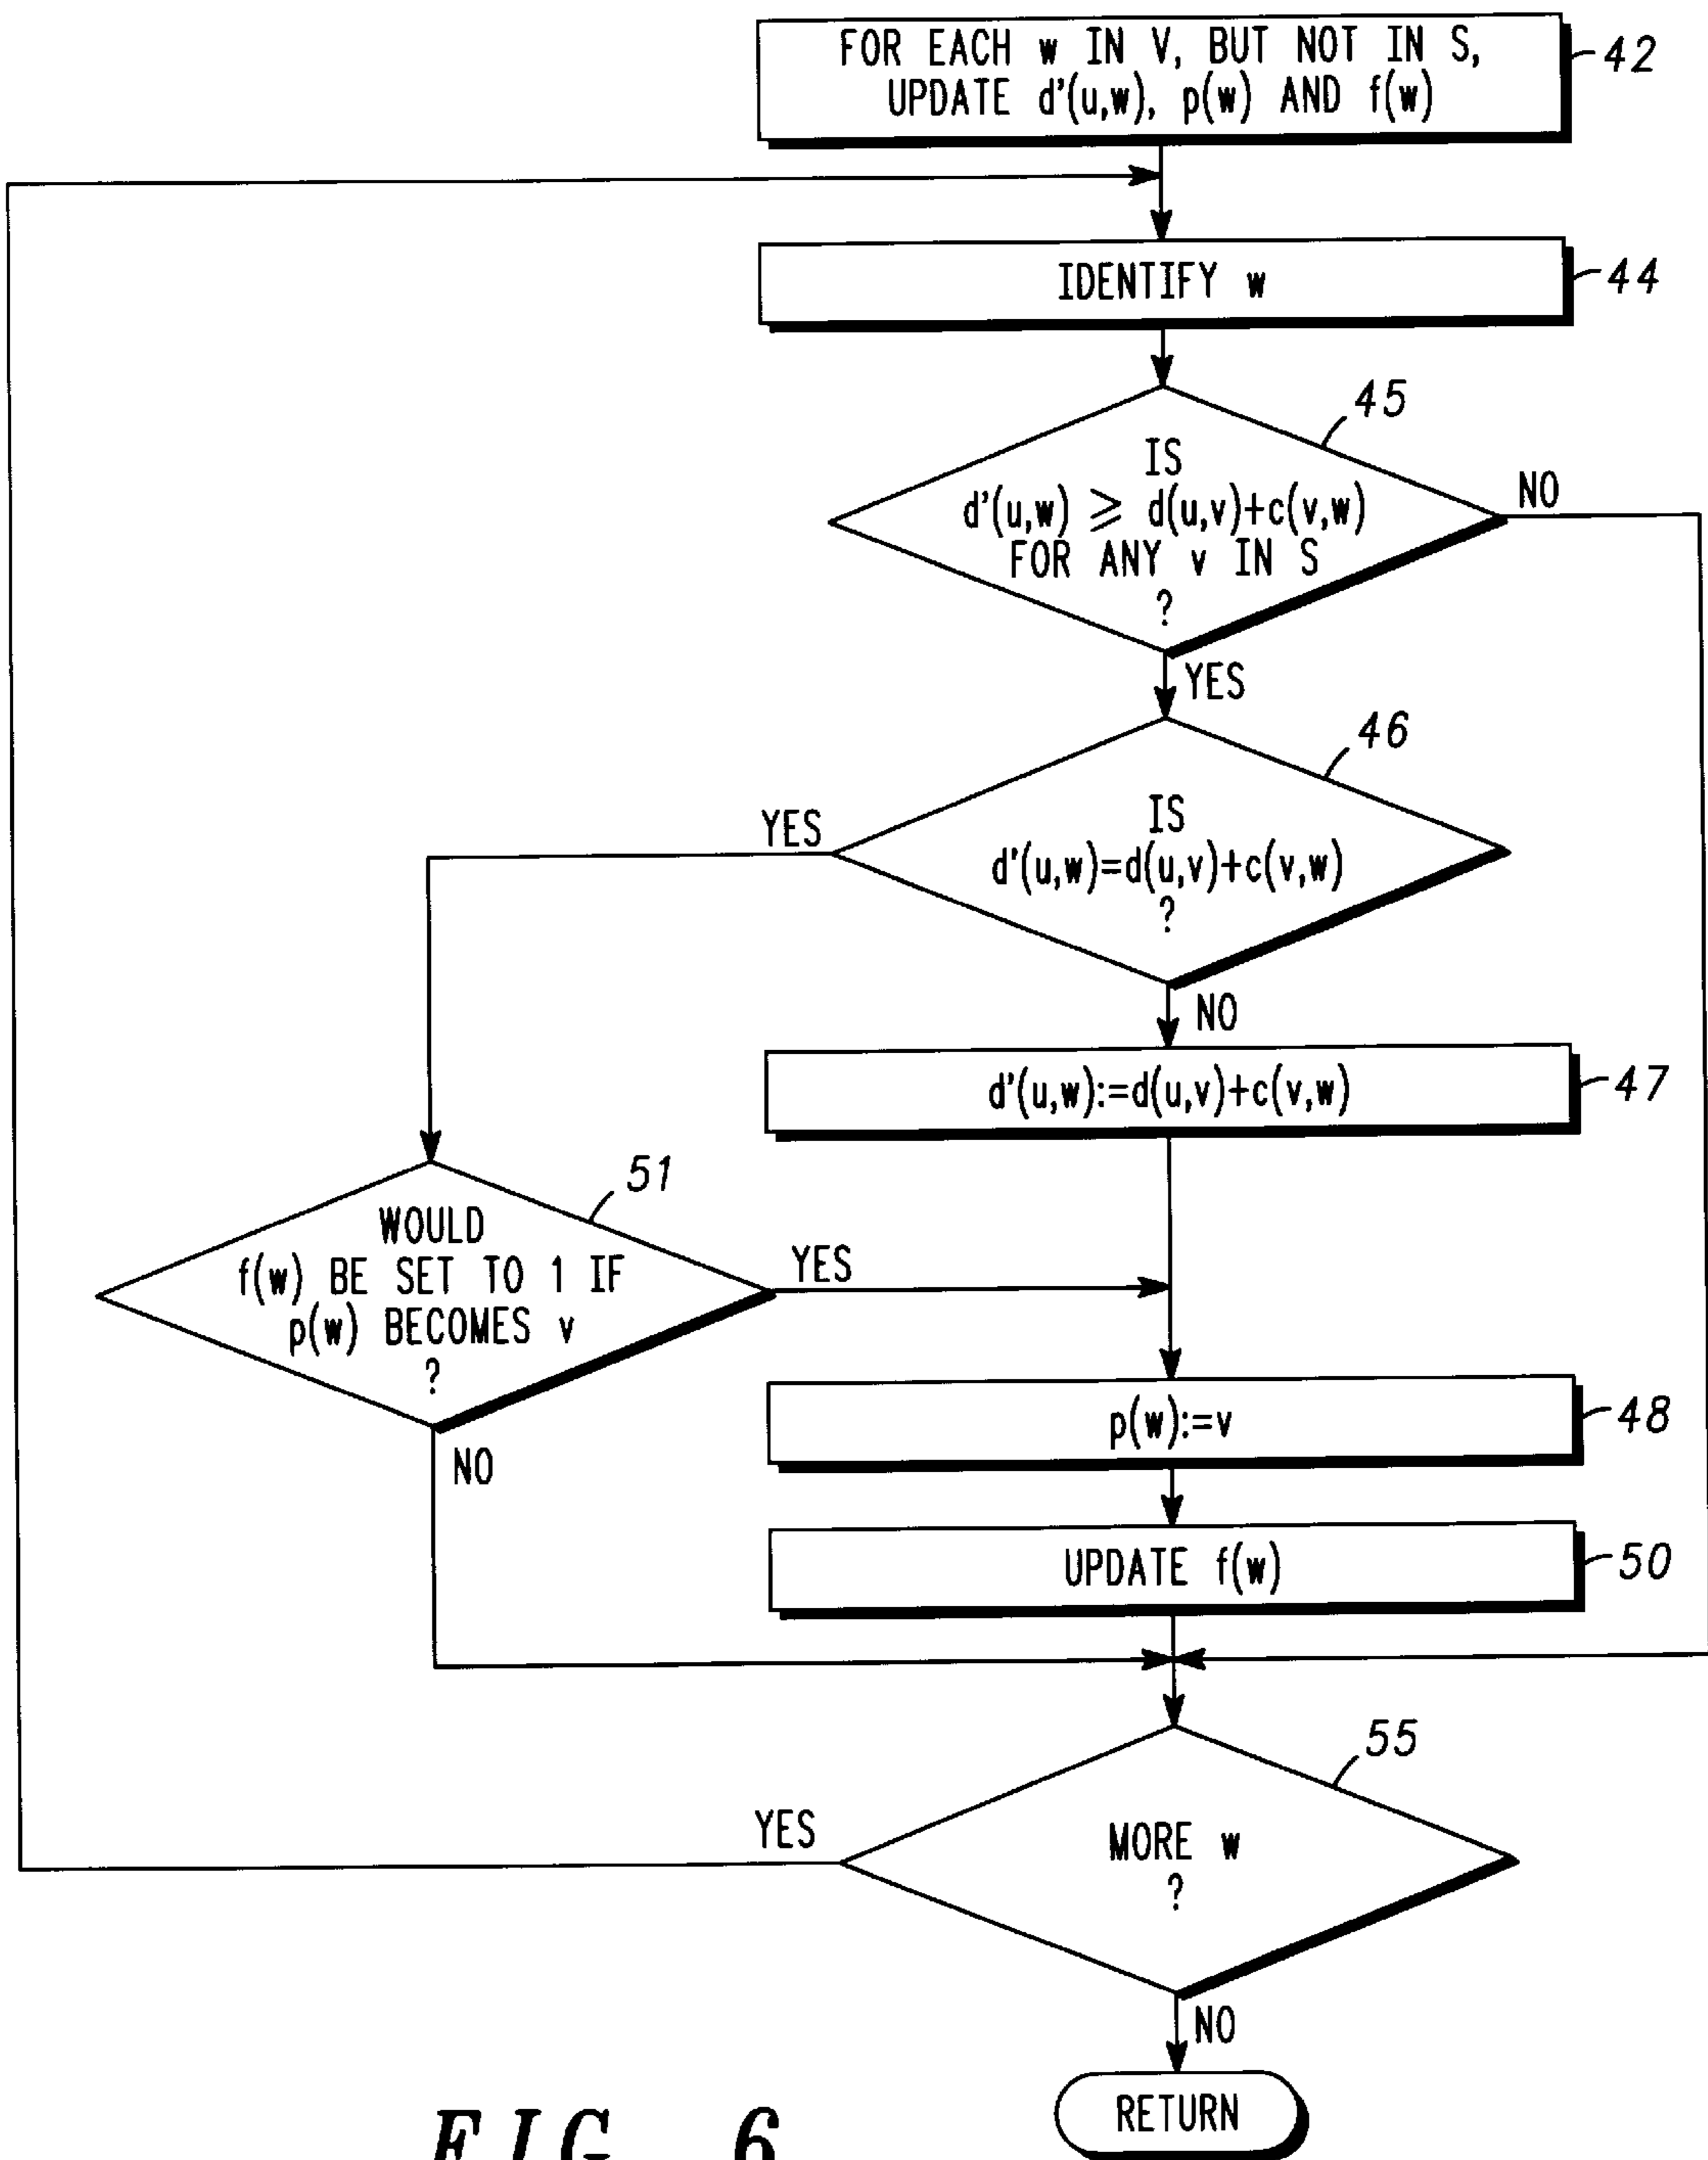 FOR EACH w IN V, BUT NOT IN S,
UPDATE d'(u,w), p(w) AND f(w)
42
IDENTIFY w
44
45
IS
d'(u,w) ⩾ d(u,v)+c(v,w)
FOR ANY v IN S
?
NO
YES
46
IS
d'(u,w)=d(u,v)+c(v,w)
?
YES
NO
d'(u,w):=d(u,v)+c(v,w)
47
51
WOULD
f(w) BE SET TO 1 IF
p(w) BECOMES v
?
YES
NO
p(w):=v
48
UPDATE f(w)
50
55
MORE w
?
YES
NO
RETURN
FIG 6